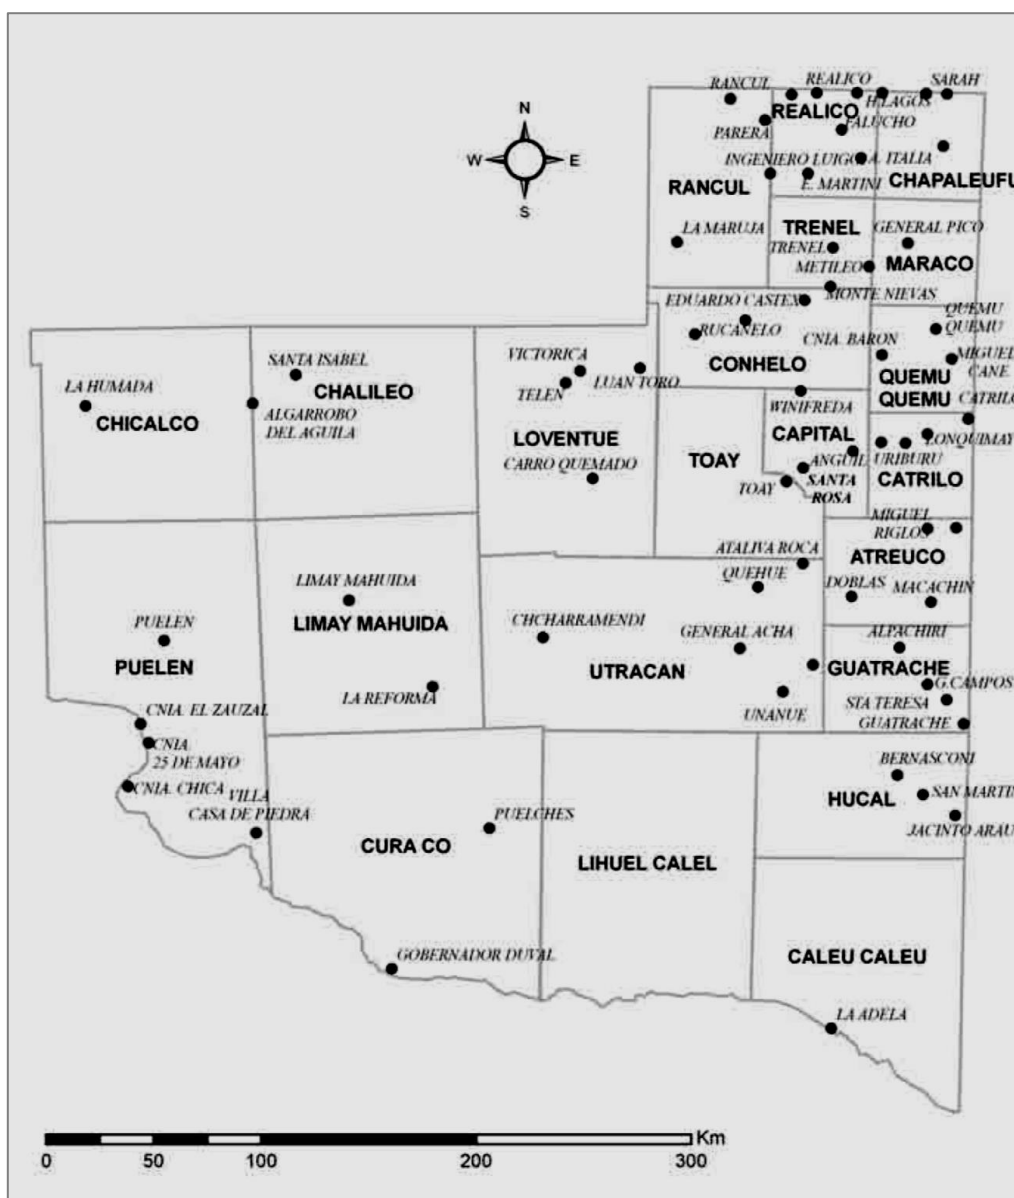 N
W
E
S
RANCUL
REALICO
SARAH
H.LAGOS
REALICO
PARERA
FALUCHO
INGENIERO LUIGGI
A. ITALIA
RANCUL
E. MARTINI
CHAPALEUFU
LA MARUJA
TRENEL
GENERAL PICO
TRENEL
METILEO
MARACO
MONTE NIEVAS
EDUARDO CASTEX
QUEMU
QUEMU
RUCANELO
CNIA. BARON
CONHELO
MIGUEL
CANE
QUEMU
QUEMU
VICTORICA
SANTA ISABEL
LA HUMADA
CHALILEO
TELEN
LUAN TORO
CHICALCO
ALGARROBO
DEL AGUILA
WINIFREDA
CATRILO
CAPITAL
LONQUIMAY
LOVENTUE
TOAY
CARRO QUEMADO
ANGUIL
URIBURU
TOAY
SANTA
ROSA
CATRILO
MIGUEL
RIGLOS
ATALIVA ROCA
ATREUCO
QUEHUE
DOBLAS
MACACHIN
LIMAY MAHUIDA
LIMAY MAHUIDA
PUELEN
PUELEN
CHCHARRAMENDI
GENERAL ACHA
ALPACHIRI
UTRACAN
GUATRACHE
LA REFORMA
G.CAMPOS
UNANUE
STA TERESA
GUATRACHE
CNIA. EL ZAUZAL
CNIA.
25 DE MAYO
CNIA. CHICA
VILLA
CASA DE PIEDRA
BERNASCONI
HUCAL
SAN MARTIN
JACINTO ARAU
PUELCHES
CURA CO
LIHUEL CALEL
GOBERNADOR DUVAL
CALEU CALEU
LA ADELA
Km
0 50 100 200 300